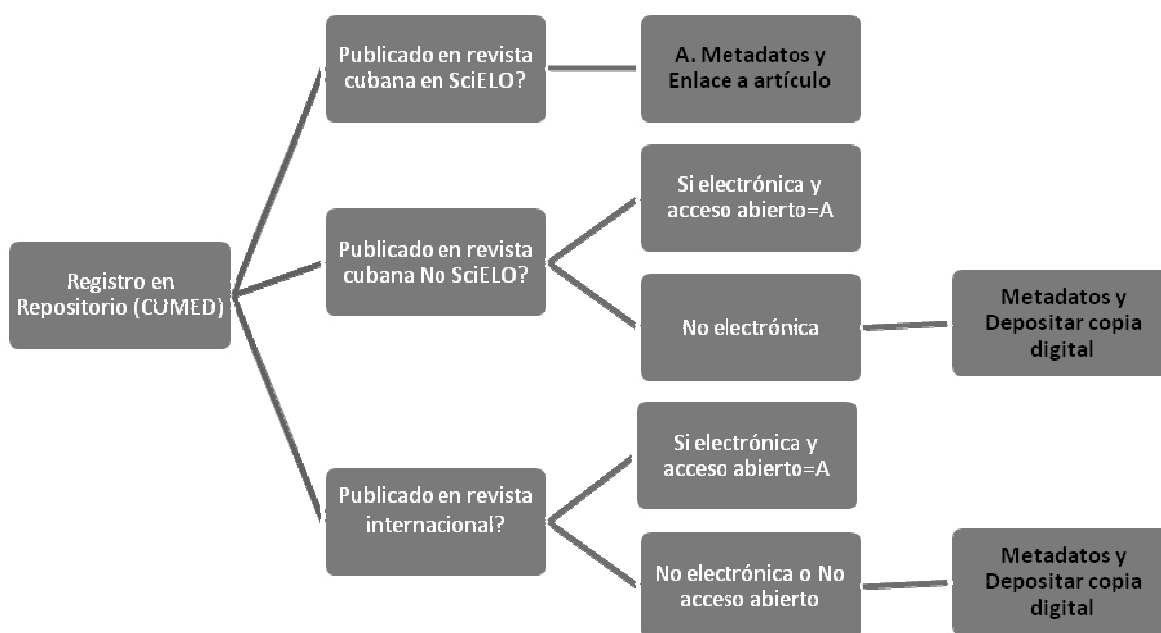 Registro en
Repositorio (CUMED)
Publicado en revista
cubana en SciELO?
A. Metadatos y
Enlace a artículo
Publicado en revista
cubana No SciELO?
Si electrónica y
acceso abierto=A
No electrónica
Metadatos y
Depositar copia
digital
Publicado en revista
internacional?
Si electrónica y
acceso abierto=A
No electrónica o No
acceso abierto
Metadatos y
Depositar copia
digital